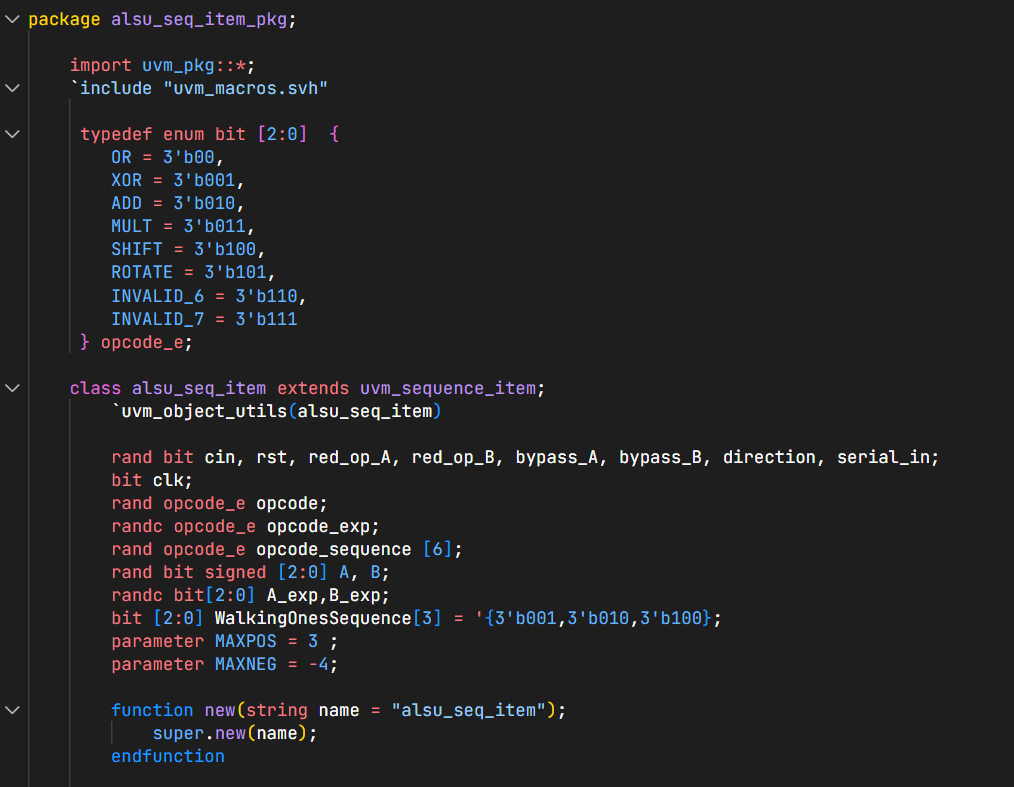 package alsu_seq_item_pkg;
import uvm_pkg::*;
`include "uvm_macros.svh"
typedef enum bit [2:0]  {
OR = 3'b00,
XOR = 3'b001,
ADD = 3'b010,
MULT = 3'b011,
SHIFT = 3'b100,
ROTATE = 3'b101,
INVALID_6 = 3'b110,
INVALID_7 = 3'b111
} opcode_e;
class alsu_seq_item extends uvm_sequence_item;
`uvm_object_utils(alsu_seq_item)
rand bit cin, rst, red_op_A, red_op_B, bypass_A, bypass_B, direction, serial_in;
bit clk;
rand opcode_e opcode;
randc opcode_e opcode_exp;
rand opcode_e opcode_sequence [6];
rand bit signed [2:0] A, B;
randc bit[2:0] A_exp,B_exp;
bit [2:0] WalkingOnesSequence[3] = '{3'b001,3'b010,3'b100};
parameter MAXPOS = 3 ;
parameter MAXNEG = -4;
function new(string name = "alsu_seq_item");
super.new(name);
endfunction